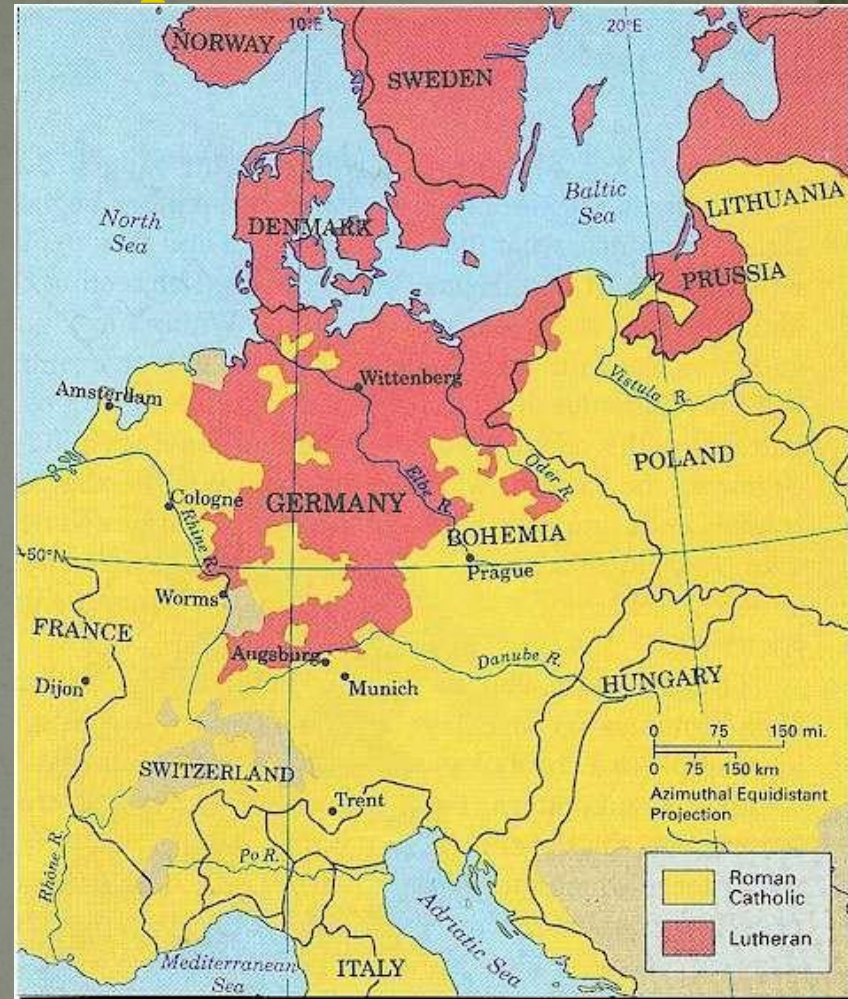 10°E
20°E
NORWAY
SWEDEN
North
Sea
DENMARK
Baltic
Sea
LITHUANIA
PRUSSIA
Amsterdam
Wittenberg
Vistula R.
POLAND
Cologne
Rhine R.
GERMANY
Elbe R.
Oder R.
BOHEMIA
50°N
Prague
Worms
FRANCE
Augsburg
Danube R.
Dijon
Munich
HUNGARY
0 75 150 mi.
0 75 150 km
Azimuthal Equidistant
Projection
SWITZERLAND
Trent
Rhône R.
Po R.
Adriatic Sea
Mediterranean
Sea
ITALY
Roman
Catholic
Lutheran